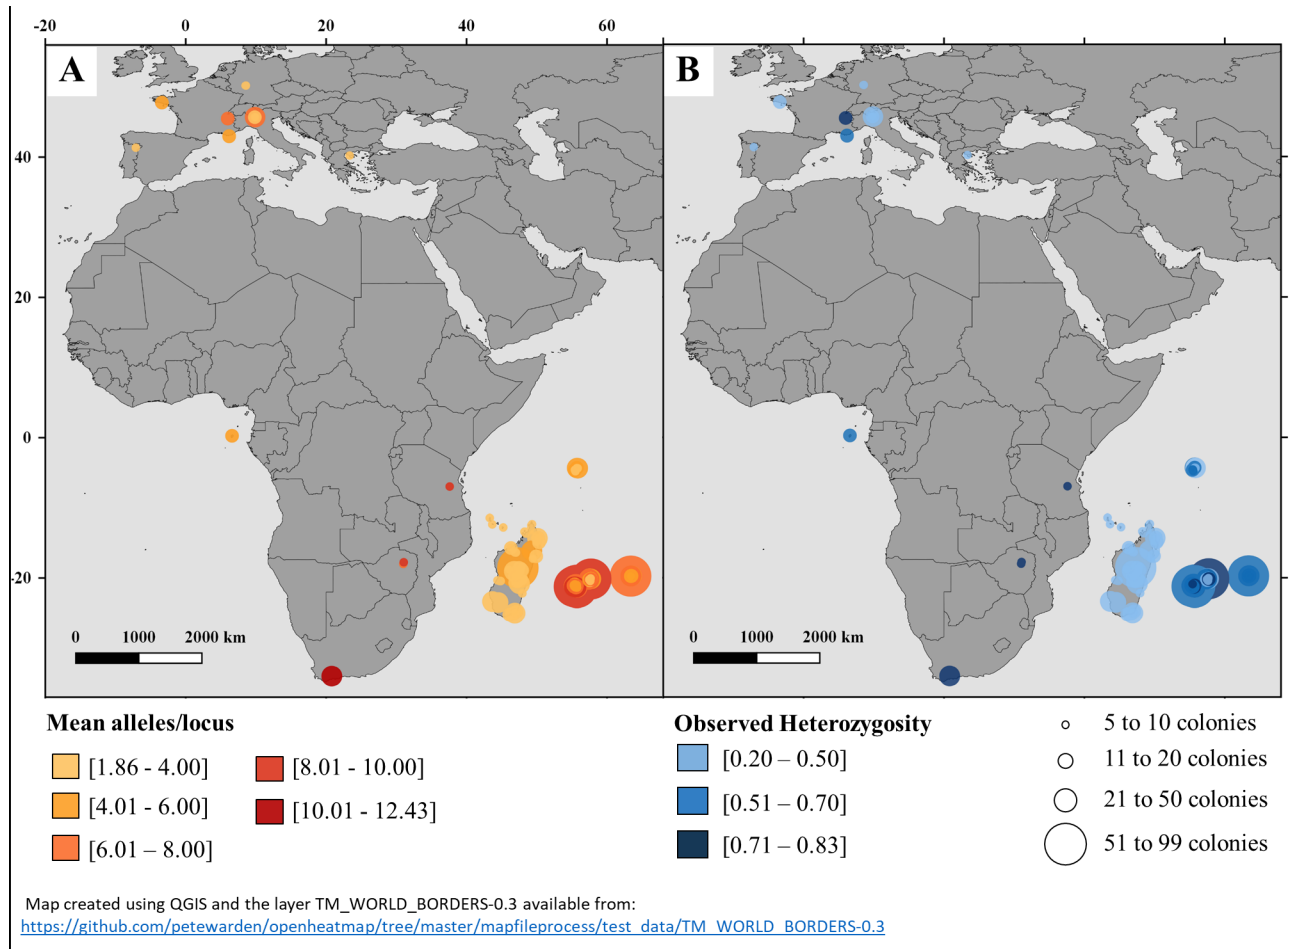 -20 0 20 40 60
A B
40
20
0
-20
0 1000 2000 km 0 1000 2000 km
Mean alleles/locus
[1.86 - 4.00]
[4.01 - 6.00]
[6.01 – 8.00]
[8.01 - 10.00]
[10.01 - 12.43]
Observed Heterozygosity
[0.20 – 0.50]
[0.51 – 0.70]
[0.71 – 0.83]
5 to 10 colonies
11 to 20 colonies
21 to 50 colonies
51 to 99 colonies
Map created using QGIS and the layer TM_WORLD_BORDERS-0.3 available from:
https://github.com/petewarden/openheatmap/tree/master/mapfileprocess/test_data/TM_WORLD_BORDERS-0.3